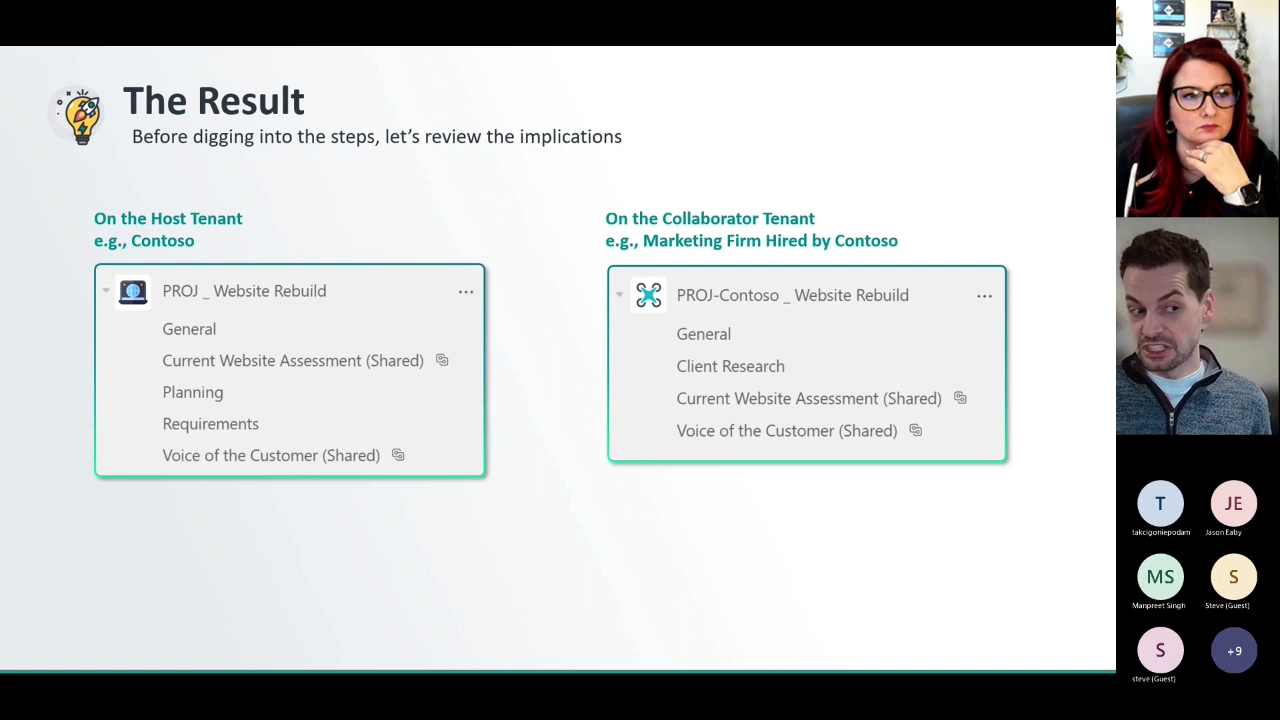 The Result
Before digging into the steps, let's review the implications
On the Host Tenant
e.g., Contoso
PROJ _ Website Rebuild
General
Current Website Assessment (Shared)
Planning
Requirements
Voice of the Customer (Shared)
On the Collaborator Tenant
e.g., Marketing Firm Hired by Contoso
PROJ-Contoso _ Website Rebuild
General
Client Research
Current Website Assessment (Shared)
Voice of the Customer (Shared)
T
takcigoniepodam
JE
Jason Eaby
MS
Manpreet Singh
S
Steve (Guest)
S
steve (Guest)
+9